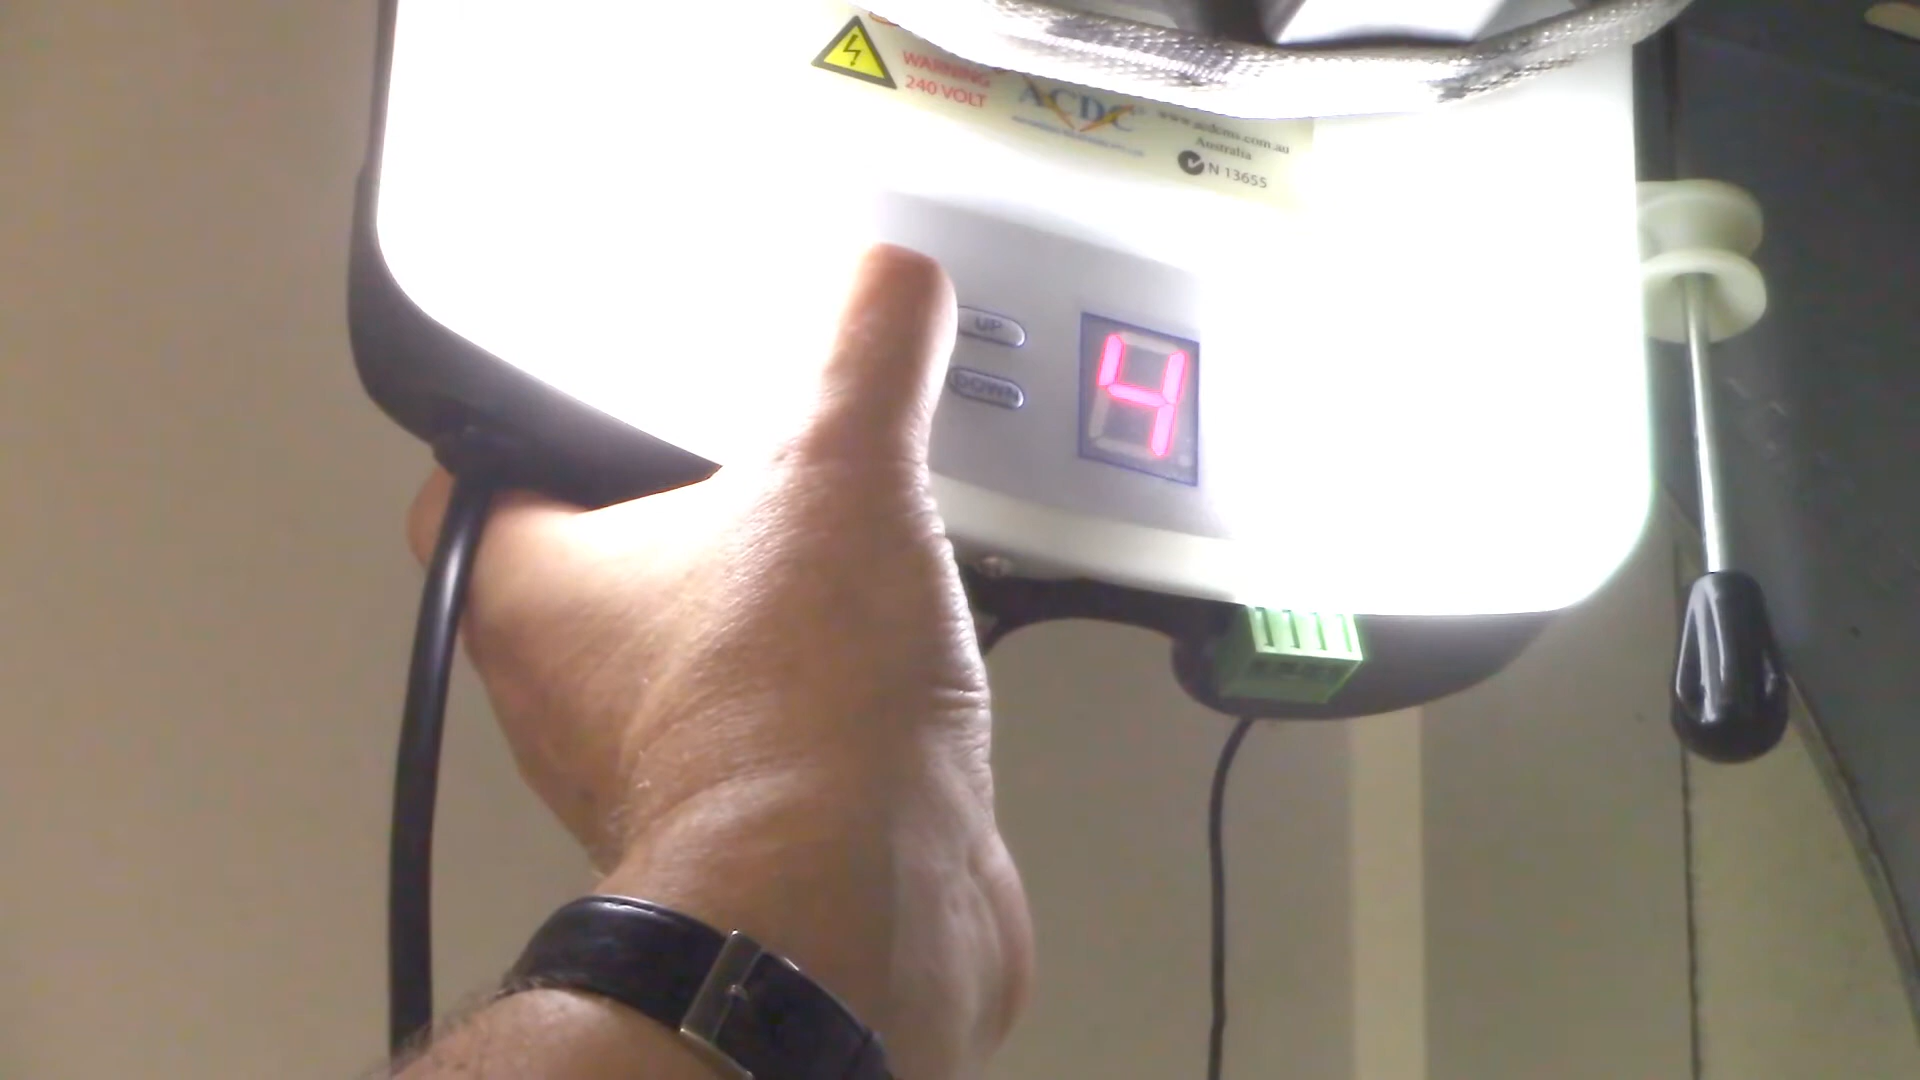 WARNING
240 VOLT
ACDC
www.acdcms.com.au
Australia
N 13655
UP
DOWN
4